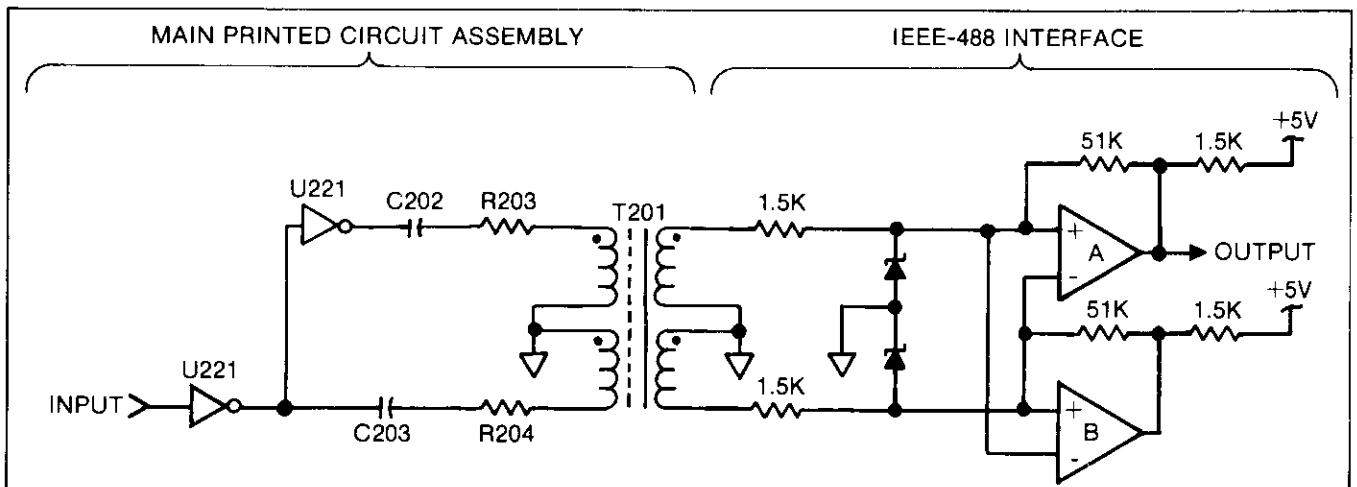 MAIN PRINTED CIRCUIT ASSEMBLY
IEEE-488 INTERFACE
+5V
51K
1.5K
U221
C202
R203
T201
1.5K
+
A
-
OUTPUT
+5V
51K
1.5K
U221
INPUT
C203
R204
1.5K
+
B
-